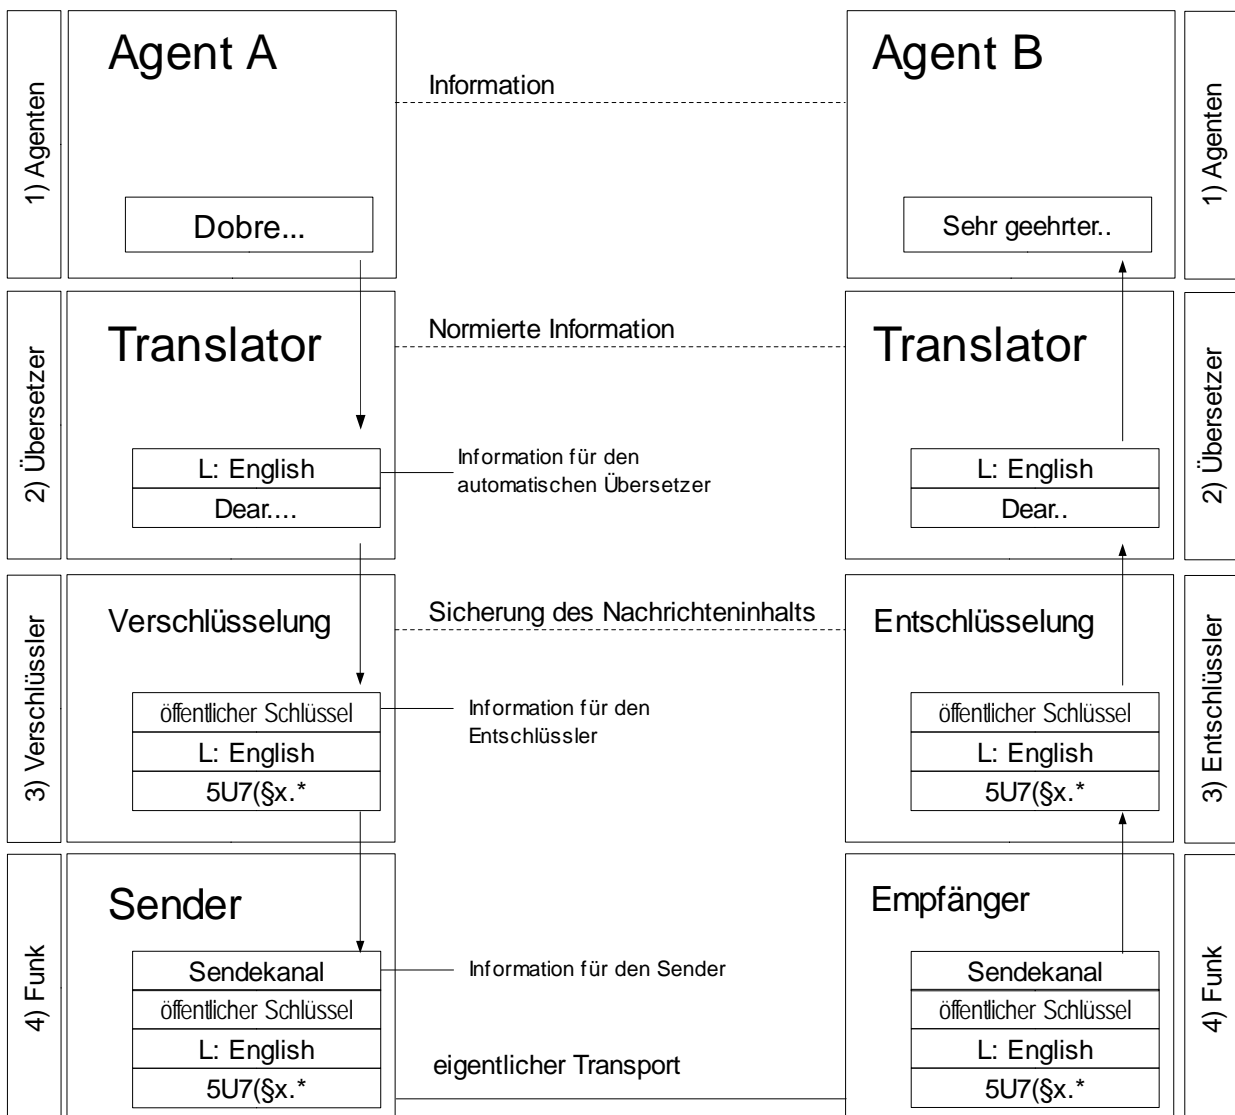 1) Agenten
Agent A
Dobre...
Information
Agent B
Sehr geehrter..
1) Agenten
2) Übersetzer
Translator
L: English
Dear....
Normierte Information
Information für den
automatischen Übersetzer
Translator
L: English
Dear..
2) Übersetzer
3) Verschlüssler
Verschlüsselung
öffentlicher Schlüssel
L: English
5U7(§x.*
Sicherung des Nachrichteninhalts
Information für den
Entschlüssler
Entschlüsselung
öffentlicher Schlüssel
L: English
5U7(§x.*
3) Entschlüssler
4) Funk
Sender
Sendekanal
öffentlicher Schlüssel
L: English
5U7(§x.*
Information für den Sender
eigentlicher Transport
Empfänger
Sendekanal
öffentlicher Schlüssel
L: English
5U7(§x.*
4) Funk